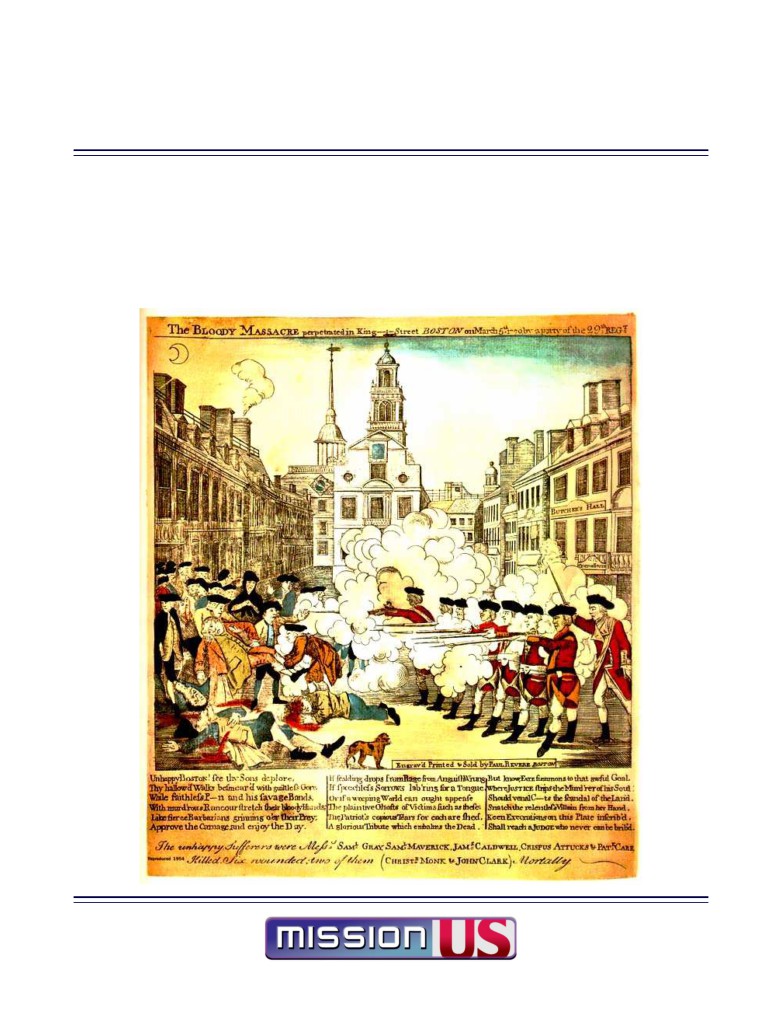 The BLOODY MASSACRE perpetrated in King Street BOSTON on March 5th by a party of the 29th REGT
BUTCHER'S HALL
Engrav'd Printed & Sold by PAUL REVERE BOSTON
Unhappy BOSTON! see thy Sons deplore,
Thy hallow'd Walks besmear'd with guiltless Gore.
While faithless P—n and his savage Bands,
With murd'rous Rancour stretch their bloody Hands;
Like fierce Barbarians grinning o'er their Prey,
Approve the Carnage and enjoy the Day.
If scalding drops from Rage from Anguish Wrung
If speechless Sorrows lab'ring for a Tongue,
Or if a weeping World can ought appease
The plaintive Ghosts of Victims such as these;
The Patriot's copious Tears for each are shed,
A glorious Tribute which embalms the Dead.
But know FATE summons to that awful Goal,
Where JUSTICE strips the Murd'rer of his Soul:
Should venal C—ts the scandal of the Land,
Snatch the relentless Villain from her Hand,
Keen Execrations on this Plate inscrib'd,
Shall reach a JUDGE who never can be brib'd.
The unhappy Sufferers were Messs SAML GRAY, SAML MAVERICK, JAMS CALDWELL, CRISPUS ATTUCKS & PATK CARR
Killed. Six wounded; two of them (CHRISTR MONK & JOHN CLARK) Mortally
MISSION US